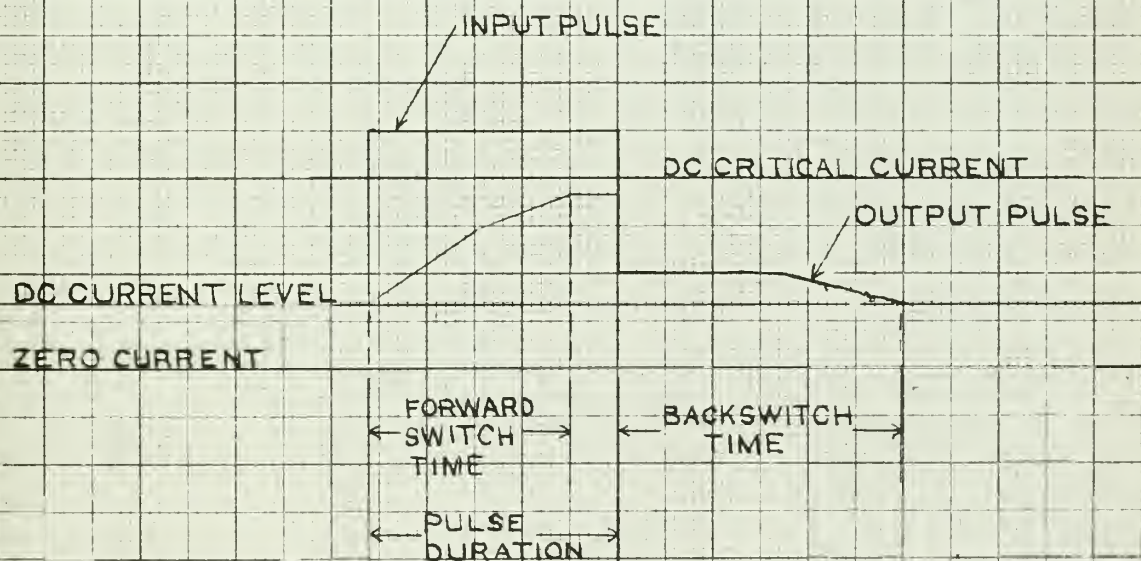 INPUT PULSE
DC CRITICAL CURRENT
OUTPUT PULSE
DC CURRENT LEVEL
ZERO CURRENT
FORWARD
SWITCH
TIME
BACKSWITCH
TIME
PULSE
DURATION